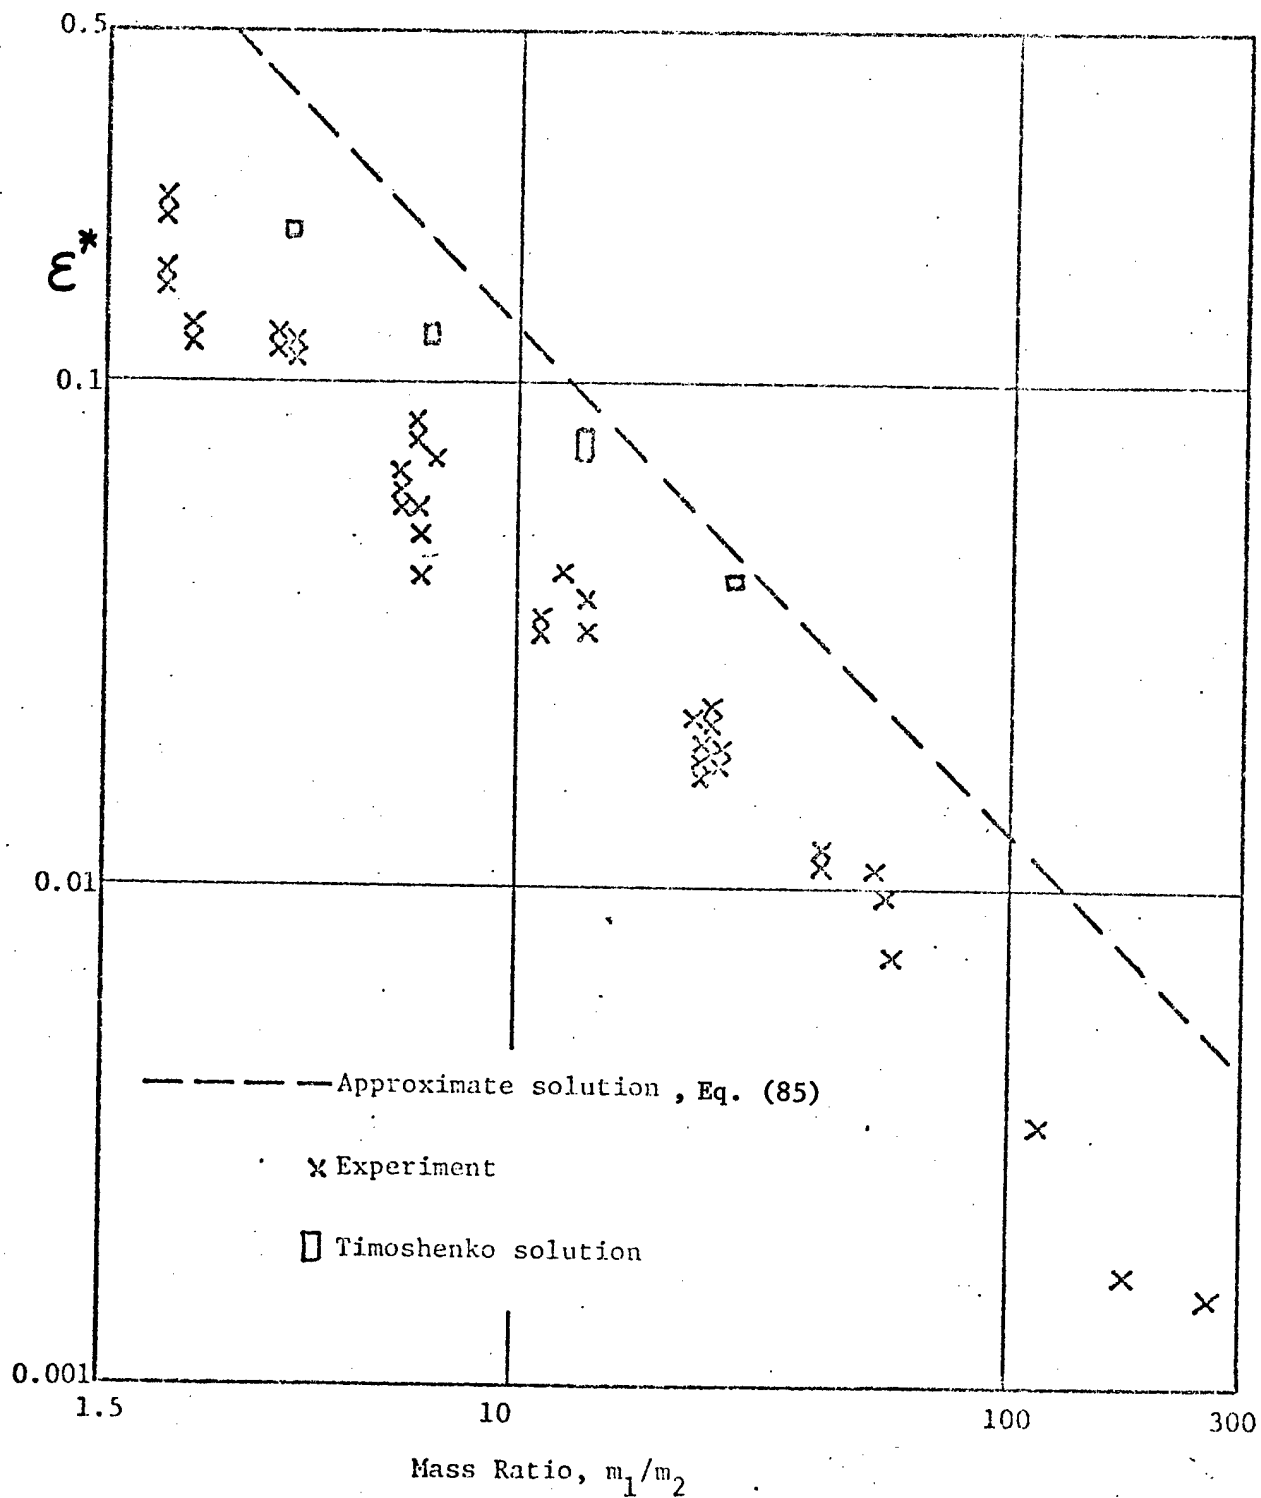 0.5
ε*
0.1
0.01
Approximate solution , Eq. (85)
x Experiment
Timoshenko solution
0.001
1.5 10 100 300
Mass Ratio, m1/m2